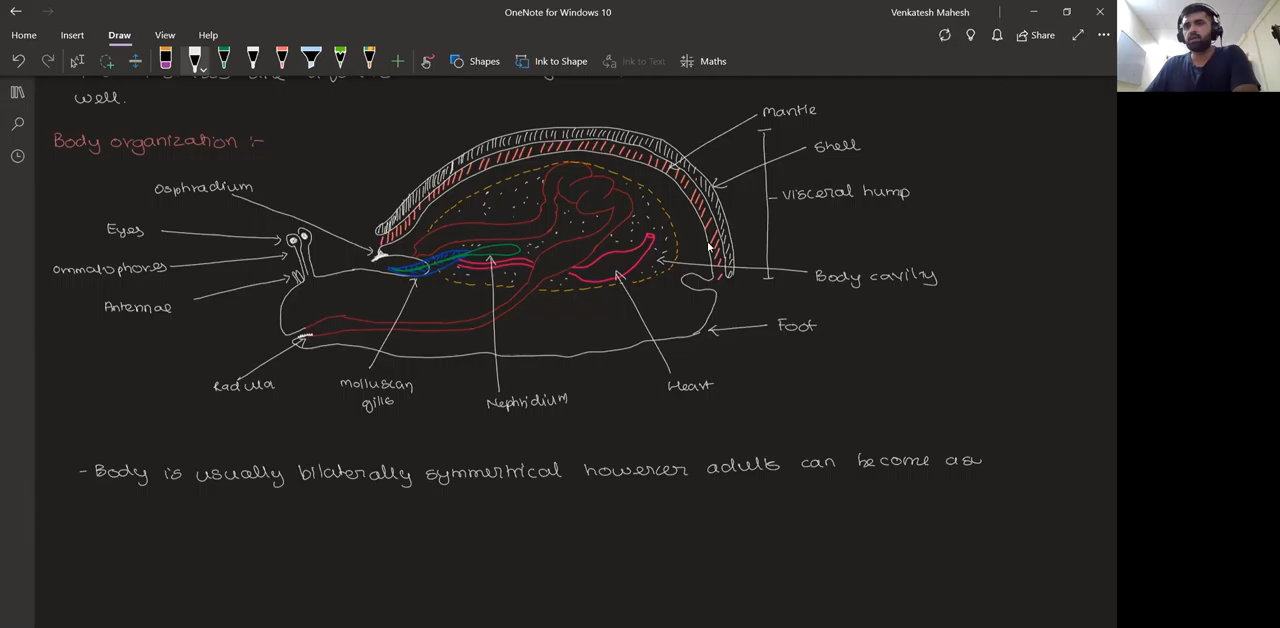 OneNote for Windows 10
Venkatesh Mahesh
Home Insert Draw View Help
Share
Shapes Ink to Shape Ink to Text Maths
well.
Body organization :-
Mantle
Shell
Visceral hump
Osphradium
Eyes
Ommatophores
Antennae
Body cavity
Foot
Radula
Molluscan
gills
Nephridium
Heart
- Body is usually bilaterally symmetrical however adults can become as